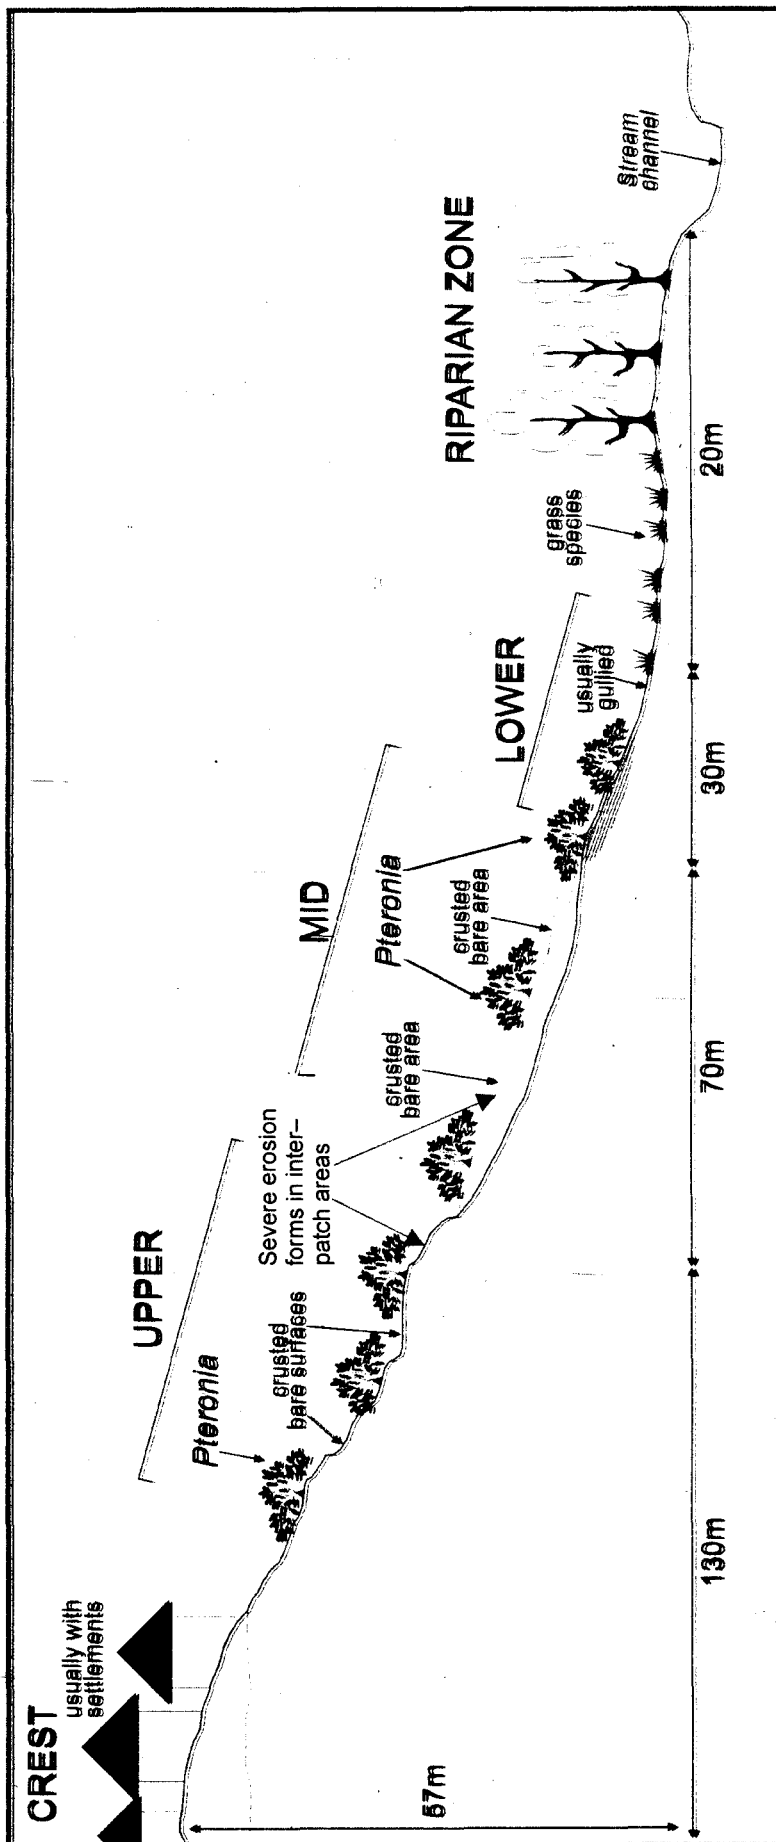 CREST
usually with
settlements
UPPER
Pteronia
crusted
bare surfaces
Severe erosion
forms in inter–
patch areas
MID
Pteronia
crusted
bare area
crusted
bare area
LOWER
usually
gullied
grass
species
RIPARIAN ZONE
stream
channel
57m
130m
70m
30m
20m